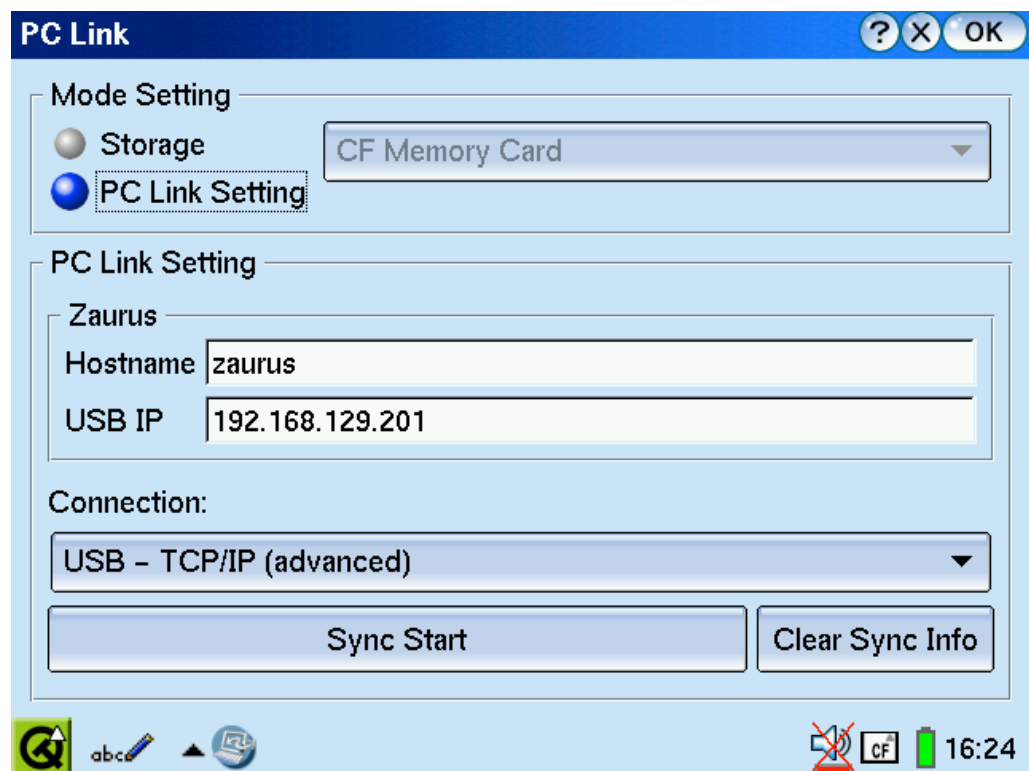 PC Link ? X OK
Mode Setting
Storage CF Memory Card
PC Link Setting
PC Link Setting
Zaurus
Hostname zaurus
USB IP 192.168.129.201
Connection:
USB – TCP/IP (advanced)
Sync Start Clear Sync Info
abc CF 16:24